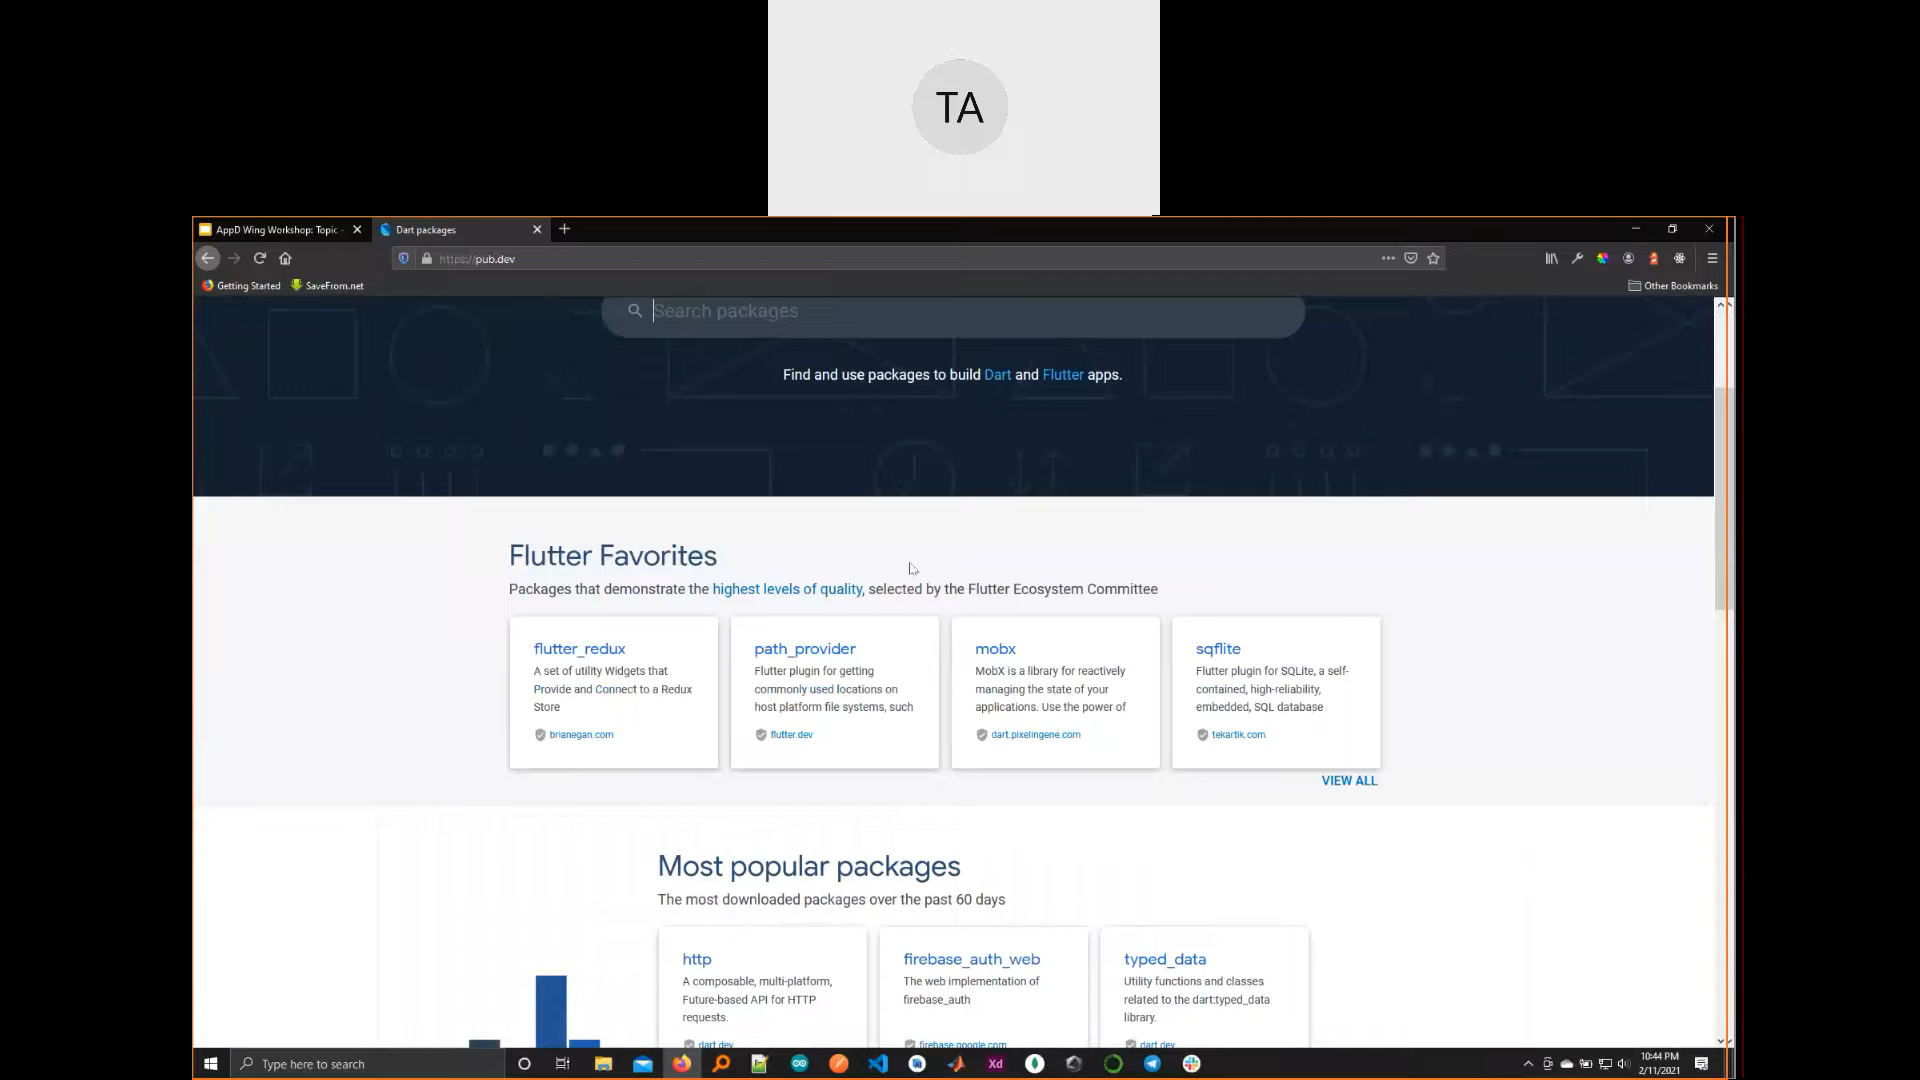 TA
AppD Wing Workshop: Topic -
Dart packages
https://pub.dev
Getting Started
SaveFrom.net
Other Bookmarks
Search packages
Find and use packages to build Dart and Flutter apps.
Flutter Favorites
Packages that demonstrate the highest levels of quality, selected by the Flutter Ecosystem Committee
flutter_redux
A set of utility Widgets that
Provide and Connect to a Redux
Store
brianegan.com
path_provider
Flutter plugin for getting
commonly used locations on
host platform file systems, such
flutter.dev
mobx
MobX is a library for reactively
managing the state of your
applications. Use the power of
dart.pixelingene.com
sqflite
Flutter plugin for SQLite, a self-
contained, high-reliability,
embedded, SQL database
tekartik.com
VIEW ALL
Most popular packages
The most downloaded packages over the past 60 days
http
A composable, multi-platform,
Future-based API for HTTP
requests.
dart.dev
firebase_auth_web
The web implementation of
firebase_auth
firebase.google.com
typed_data
Utility functions and classes
related to the dart:typed_data
library.
dart.dev
Type here to search
Xd
10:44 PM
2/11/2021